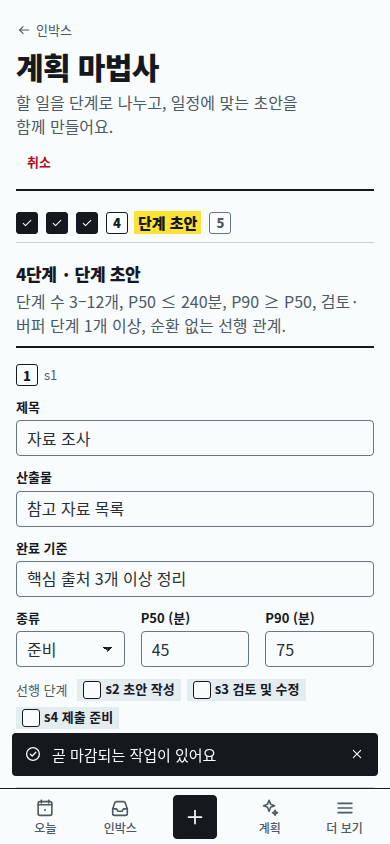 ← 인박스
계획 마법사
할 일을 단계로 나누고, 일정에 맞는 초안을
함께 만들어요.
취소
4 단계 초안 5
4단계 · 단계 초안
단계 수 3–12개, P50 ≤ 240분, P90 ≥ P50, 검토·
버퍼 단계 1개 이상, 순환 없는 선행 관계.
1 s1
제목
자료 조사
산출물
참고 자료 목록
완료 기준
핵심 출처 3개 이상 정리
종류 P50 (분) P90 (분)
준비 45 75
선행 단계 s2 초안 작성 s3 검토 및 수정
s4 제출 준비
곧 마감되는 작업이 있어요
오늘 인박스 계획 더 보기